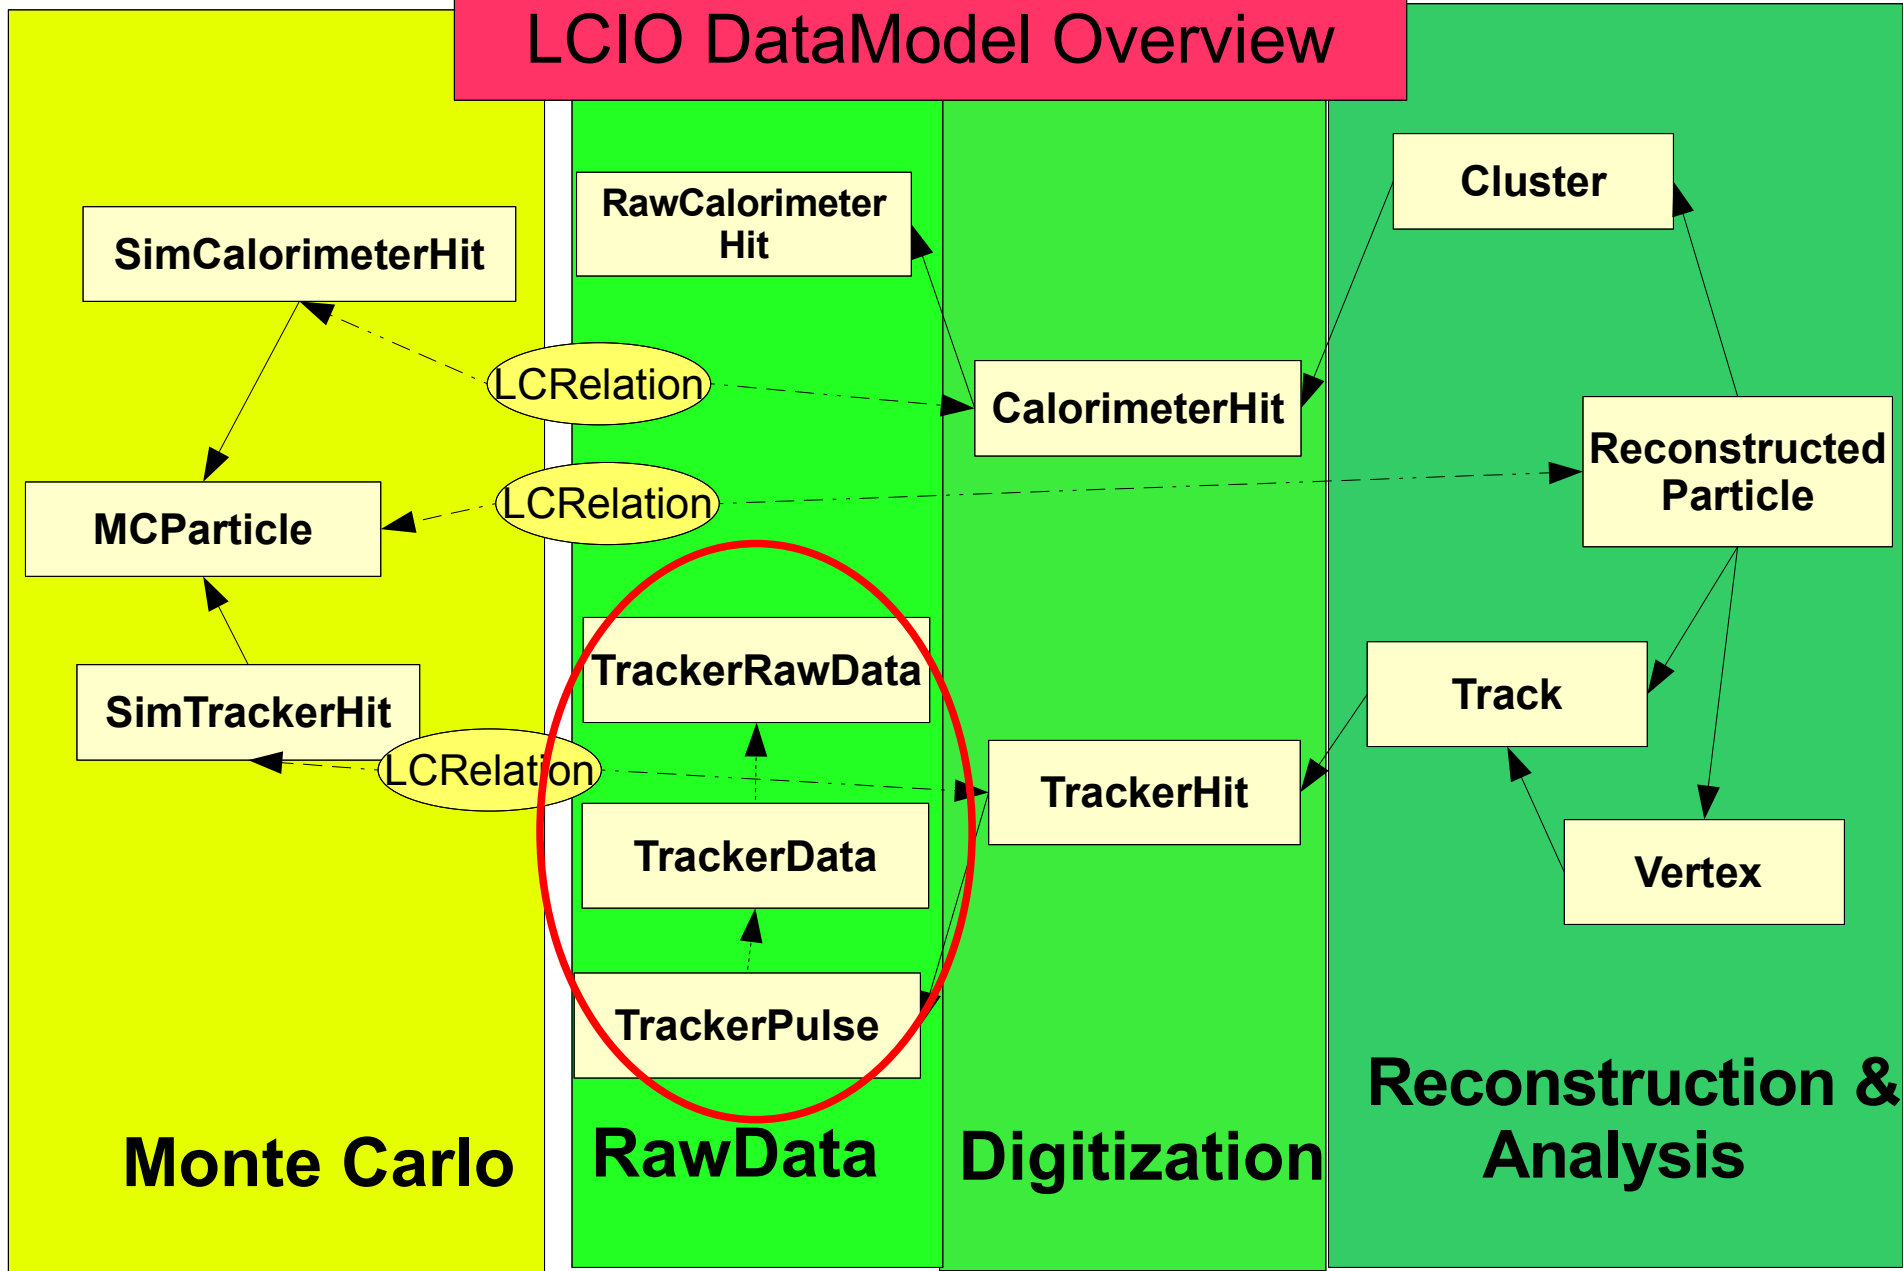 LCIO DataModel Overview
SimCalorimeterHit
MCParticle
SimTrackerHit
Monte Carlo
LCRelation
LCRelation
LCRelation
RawCalorimeter
Hit
TrackerRawData
TrackerData
TrackerPulse
RawData
CalorimeterHit
TrackerHit
Digitization
Cluster
Reconstructed
Particle
Track
Vertex
Reconstruction &
Analysis